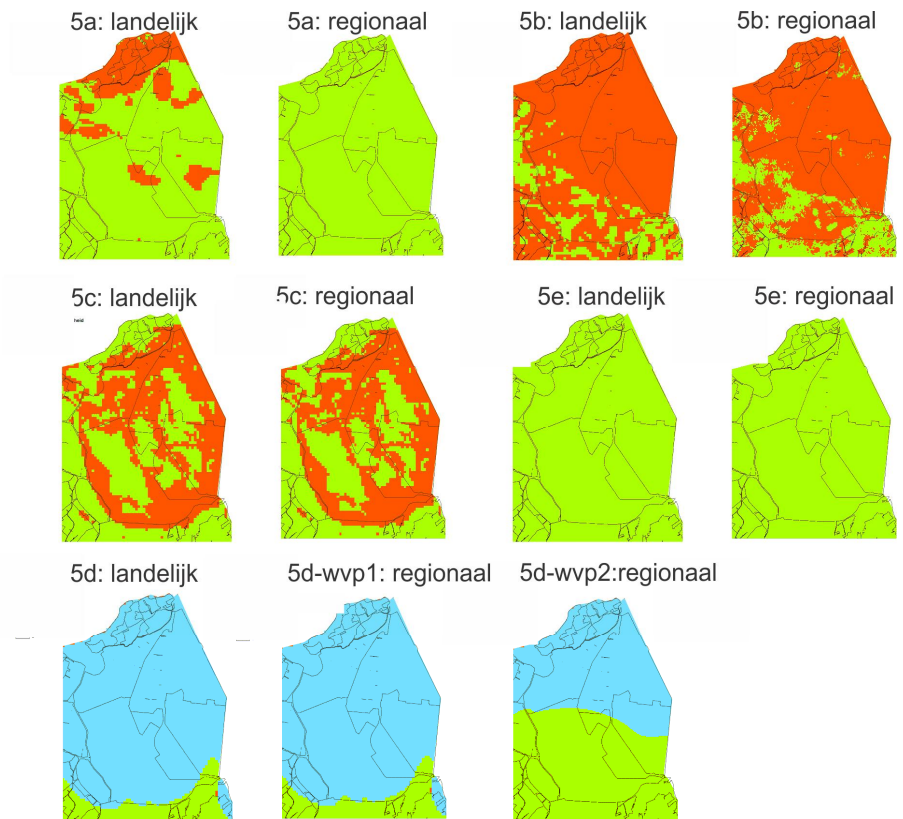 5a: landelijk
5a: regionaal
5b: landelijk
5b: regionaal
5c: landelijk
5c: regionaal
5e: landelijk
5e: regionaal
heid
5d: landelijk
5d-wvp1: regionaal
5d-wvp2:regionaal